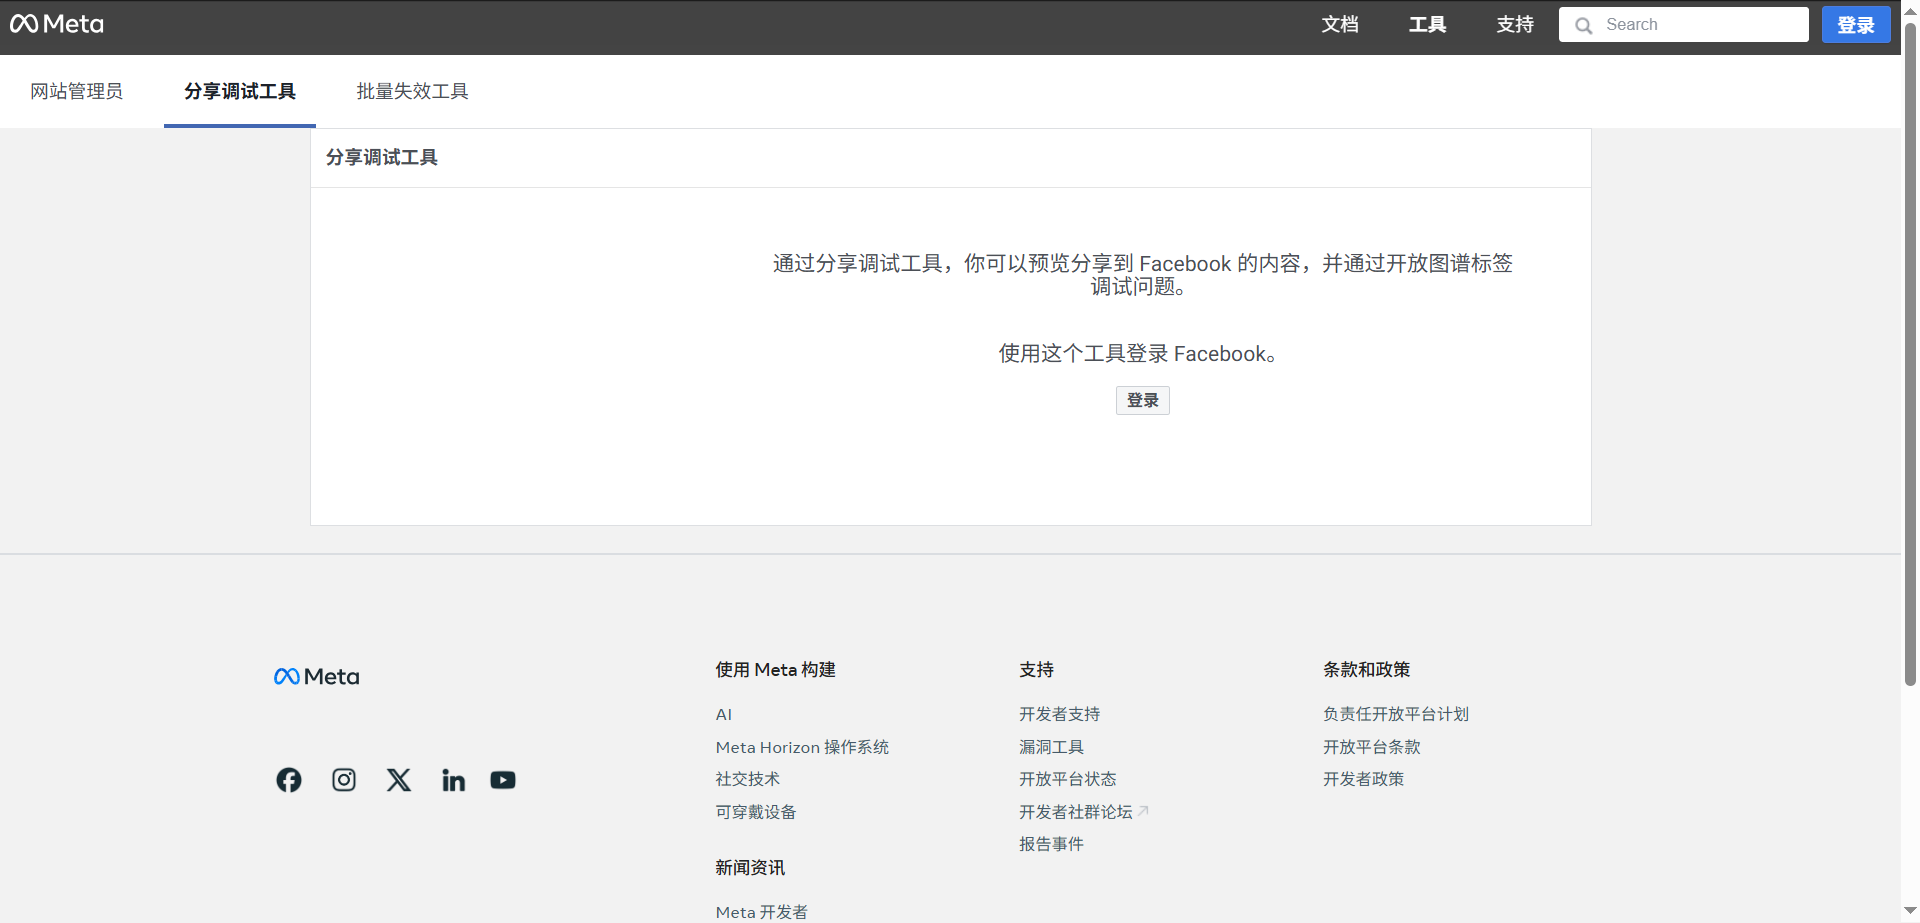 Meta
文档
工具
支持
Search
登录
网站管理员
分享调试工具
批量失效工具
分享调试工具
通过分享调试工具，你可以预览分享到 Facebook 的内容，并通过开放图谱标签
调试问题。
使用这个工具登录 Facebook。
登录
Meta
使用 Meta 构建
AI
Meta Horizon 操作系统
社交技术
可穿戴设备
新闻资讯
Meta 开发者
支持
开发者支持
漏洞工具
开放平台状态
开发者社群论坛
报告事件
条款和政策
负责任开放平台计划
开放平台条款
开发者政策